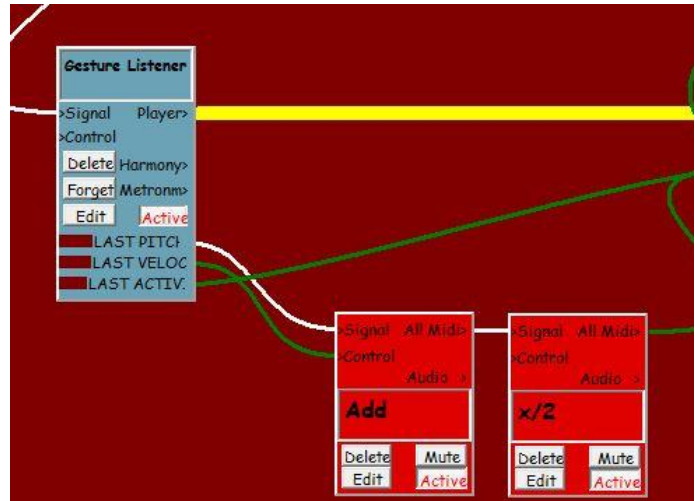 Gesture Listener
>Signal Player>
>Control
Delete Harmony>
Forget Metronm>
Edit Active
LAST PITCH
LAST VELOC
LAST ACTIV.
>Signal All Midi>
>Control
Audio >
Add
Delete Mute
Edit Active
>Signal All Midi>
>Control
Audio >
x/2
Delete Mute
Edit Active